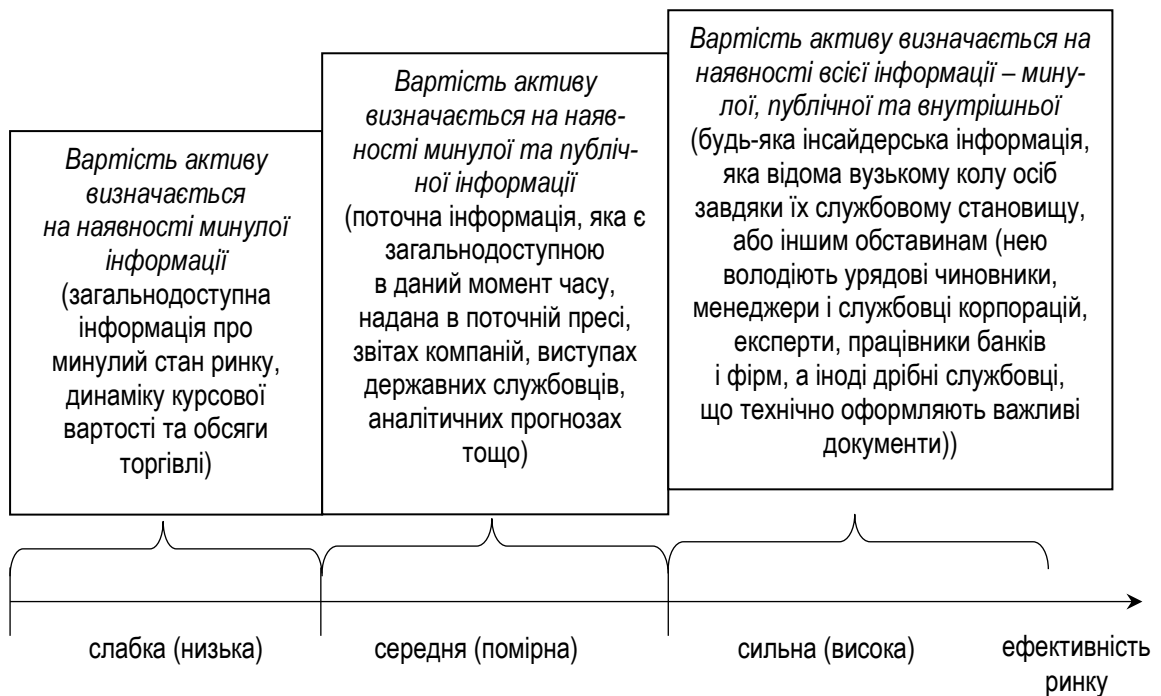 Вартість активу
визначається
на наявності минулої
інформації
(загальнодоступна
інформація про
минулий стан ринку,
динаміку курсової
вартості та обсяги
торгівлі)
Вартість активу
визначається на наяв-
ності минулої та публіч-
ної інформації
(поточна інформація, яка є
загальнодоступною
в даний момент часу,
надана в поточній пресі,
звітах компаній, виступах
державних службовців,
аналітичних прогнозах
тощо)
Вартість активу визначається на
наявності всієї інформації – мину-
лої, публічної та внутрішньої
(будь-яка інсайдерська інформація,
яка відома вузькому колу осіб
завдяки їх службовому становищу,
або іншим обставинам (нею
володіють урядові чиновники,
менеджери і службовці корпорацій,
експерти, працівники банків
і фірм, а іноді дрібні службовці,
що технічно оформляють важливі
документи))
слабка (низька)
середня (помірна)
сильна (висока)
ефективність
ринку